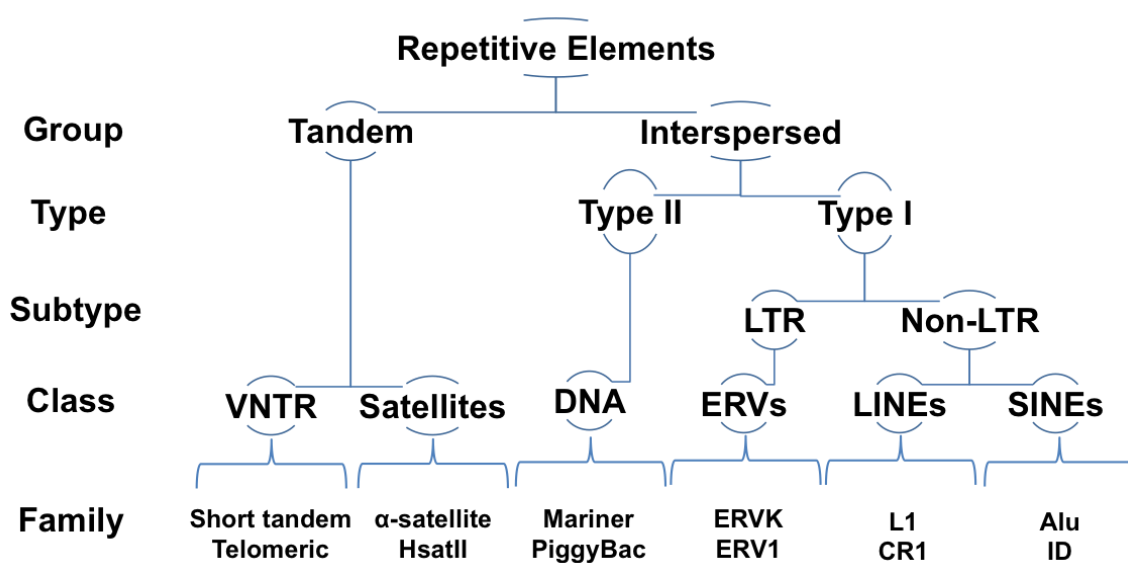 Repetitive Elements
Group
Tandem
Interspersed
Type
Type II
Type I
Subtype
LTR
Non-LTR
Class
VNTR
Satellites
DNA
ERVs
LINEs
SINEs
Family
Short tandem
Telomeric
α-satellite
HsatII
Mariner
PiggyBac
ERVK
ERV1
L1
CR1
Alu
ID